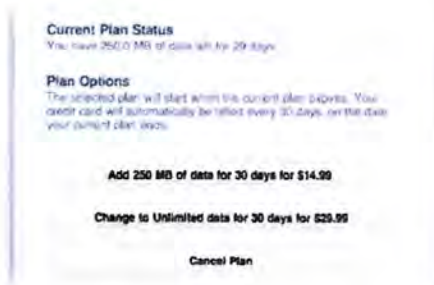 Current Plan Status
You have 250.0 MB of data left for 29 days
Plan Options
The selected plan will start when the current plan expires. Your
credit card will automatically be billed every 30 days, on the date
your current plan ends.
Add 250 MB of data for 30 days for $14.99
Change to Unlimited data for 30 days for $29.99
Cancel Plan